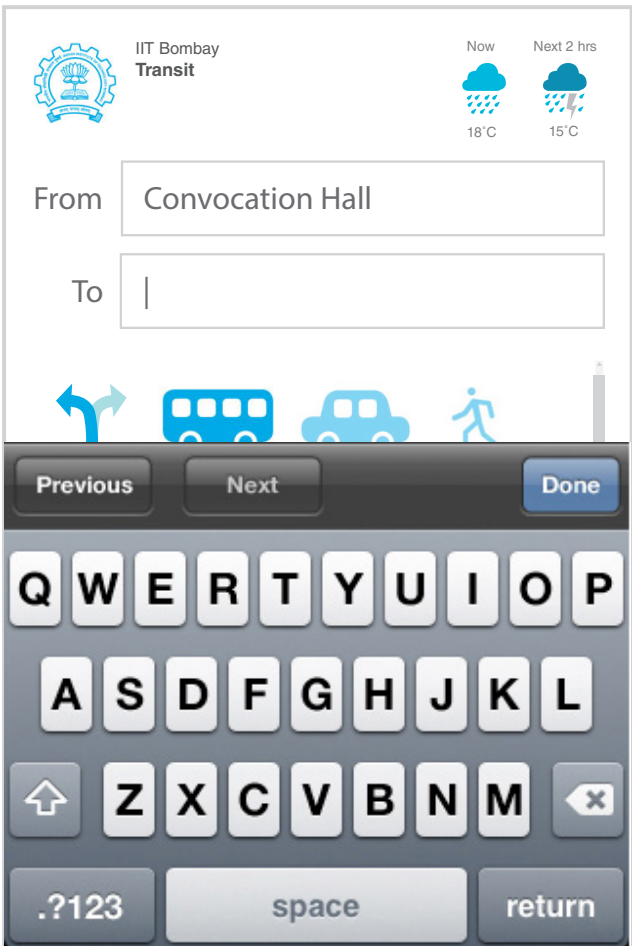 IIT Bombay
Transit
Now
Next 2 hrs
18°C
15°C
From
Convocation Hall
To
Previous
Next
Done
Q W E R T Y U I O P
A S D F G H J K L
Z X C V B N M
.?123
space
return